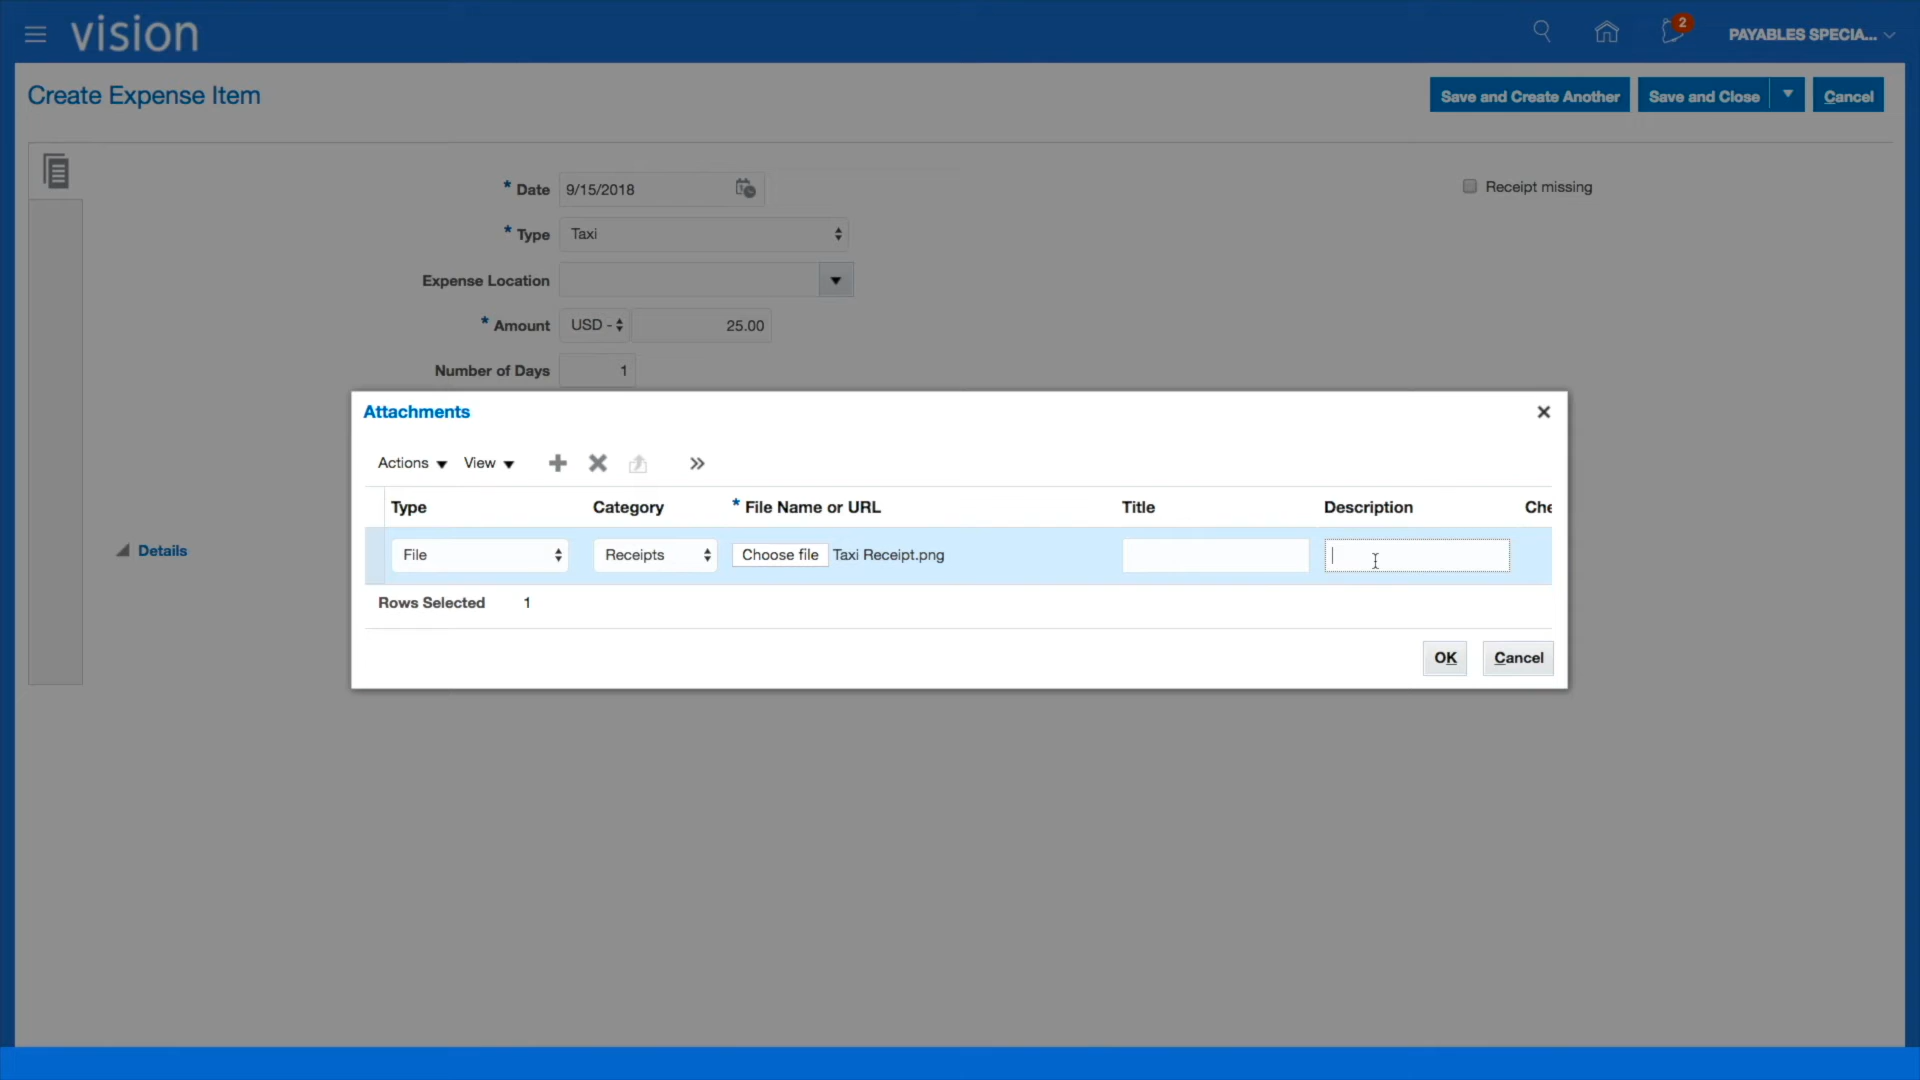 vision
2
PAYABLES SPECIA...
Create Expense Item
Save and Create Another
Save and Close
Cancel
* Date 9/15/2018
Receipt missing
* Type Taxi
Expense Location
* Amount USD - 25.00
Number of Days 1
Attachments
Actions View
Type Category * File Name or URL Title Description Che
File Receipts Choose file Taxi Receipt.png
Details
Rows Selected 1
OK Cancel